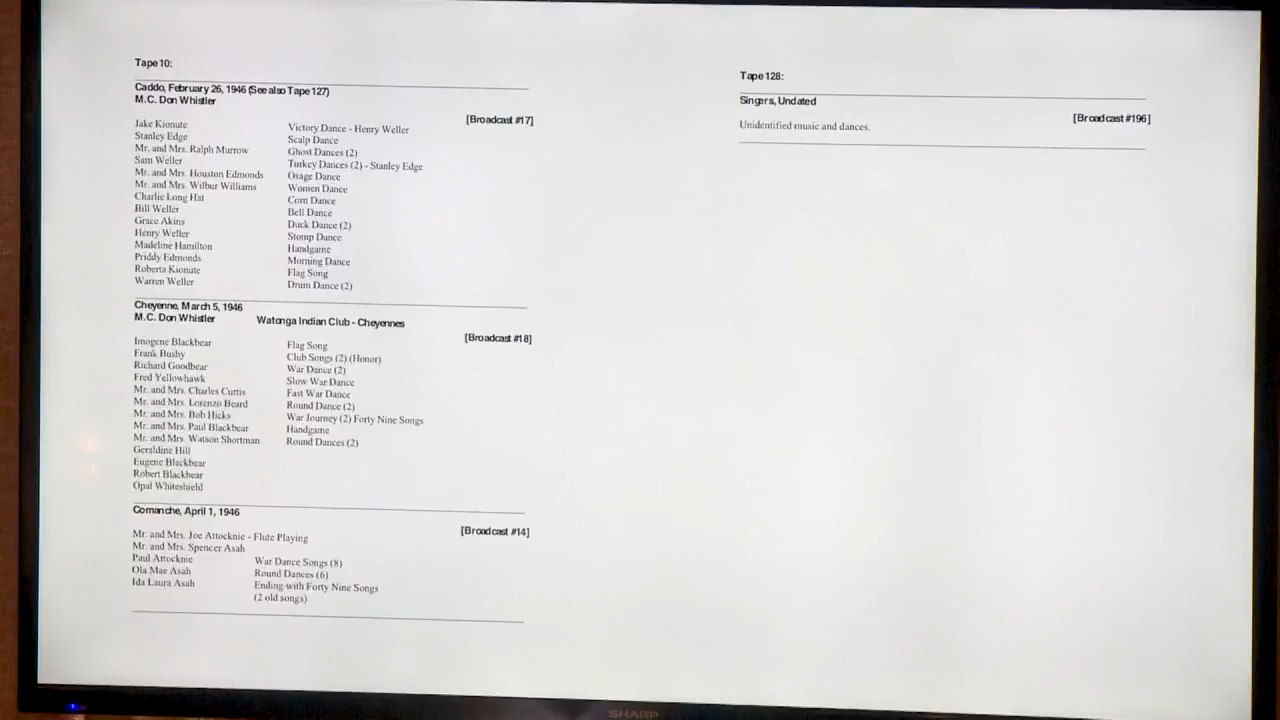 Tape 10:
Caddo, February 26, 1946 (See also Tape 127)
M.C. Don Whistler
[Broadcast #17]
Jake Kionute
Stanley Edge
Mr. and Mrs. Ralph Murrow
Sam Weller
Mr. and Mrs. Houston Edmonds
Mr. and Mrs. Wilbur Williams
Charlie Long Hat
Bill Weller
Grace Akins
Henry Weller
Madeline Hamilton
Priddy Edmonds
Roberta Kionute
Warren Weller
Victory Dance - Henry Weller
Scalp Dance
Ghost Dances (2)
Turkey Dances (2) - Stanley Edge
Osage Dance
Women Dance
Corn Dance
Bell Dance
Duck Dance (2)
Stomp Dance
Handgame
Morning Dance
Flag Song
Drum Dance (2)
Cheyenne, March 5, 1946
M.C. Don Whistler Watonga Indian Club - Cheyennes
[Broadcast #18]
Imogene Blackbear
Frank Bushy
Richard Goodbear
Fred Yellowhawk
Mr. and Mrs. Charles Curtis
Mr. and Mrs. Lorenzo Beard
Mr. and Mrs. Bob Hicks
Mr. and Mrs. Paul Blackbear
Mr. and Mrs. Watson Shortman
Geraldine Hill
Eugene Blackbear
Robert Blackbear
Opal Whiteshield
Flag Song
Club Songs (2) (Honor)
War Dance (2)
Slow War Dance
Fast War Dance
Round Dance (2)
War Journey (2) Forty Nine Songs
Handgame
Round Dances (2)
Comanche, April 1, 1946
[Broadcast #14]
Mr. and Mrs. Joe Attocknie - Flute Playing
Mr. and Mrs. Spencer Asah
Paul Attocknie
Ola Mae Asah
Ida Laura Asah
War Dance Songs (8)
Round Dances (6)
Ending with Forty Nine Songs
(2 old songs)
Tape 128:
Singers, Undated
[Broadcast #196]
Unidentified music and dances.
SHARP